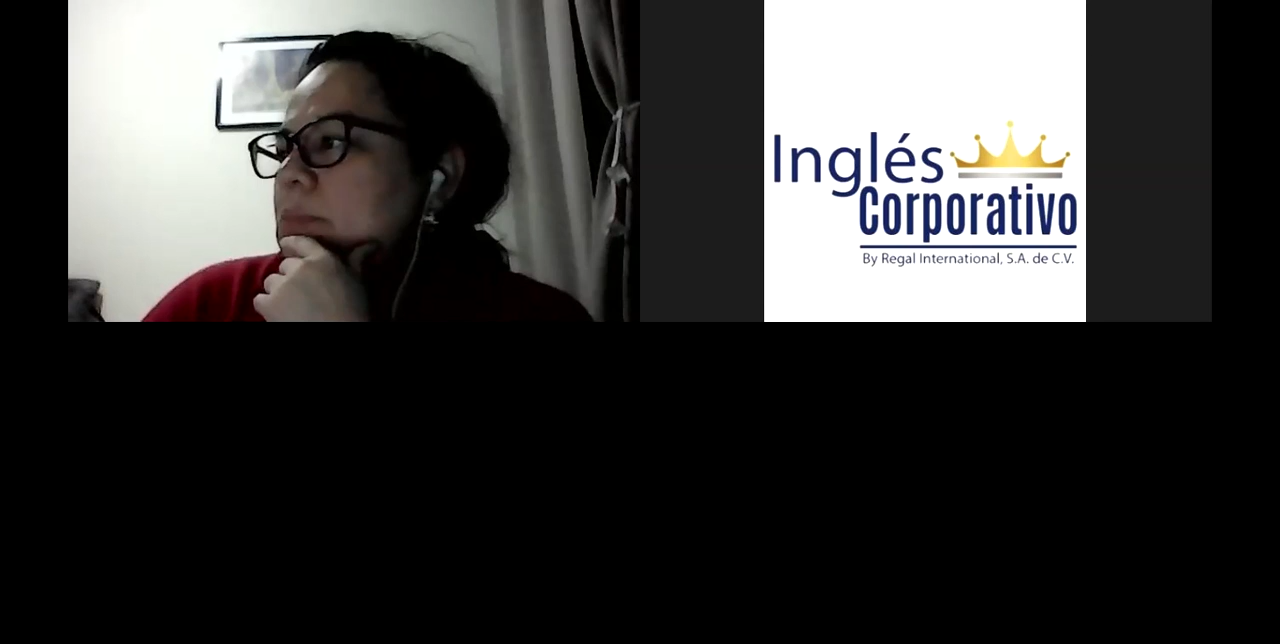 Inglés
Corporativo
By Regal International, S.A. de C.V.